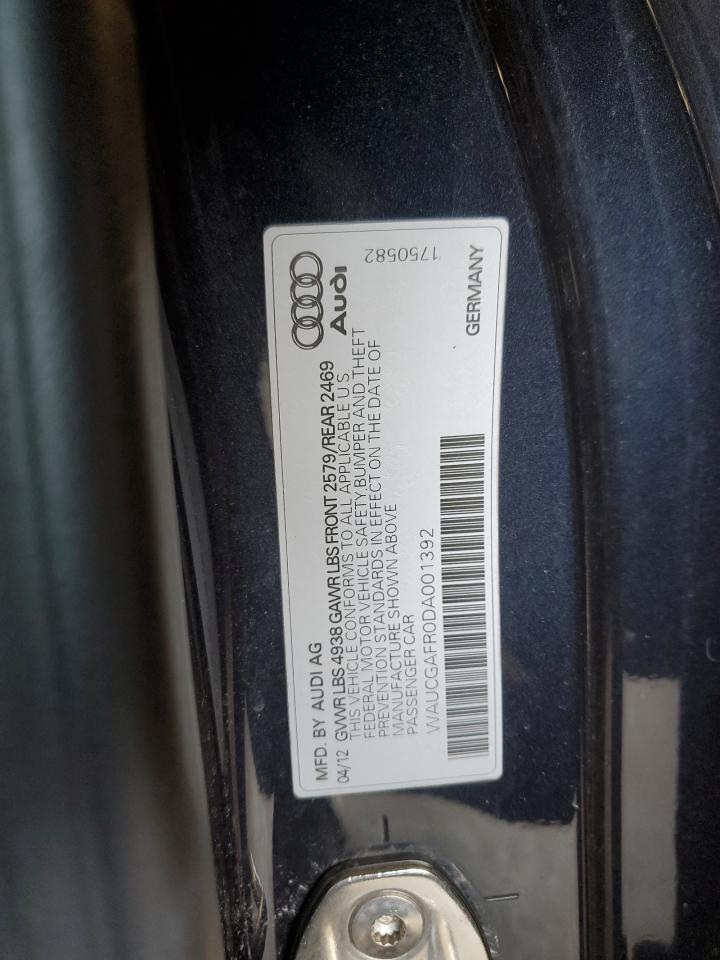 Audi
MFD. BY AUDI AG
04/12 GVWR LBS 4938 GAWR LBS FRONT 2579/REAR 2469
THIS VEHICLE CONFORMS TO ALL APPLICABLE U.S.
FEDERAL MOTOR VEHICLE SAFETY, BUMPER AND THEFT
PREVENTION STANDARDS IN EFFECT ON THE DATE OF
MANUFACTURE SHOWN ABOVE
PASSENGER CAR
WAUCGAFR0DA001392
1750582
GERMANY